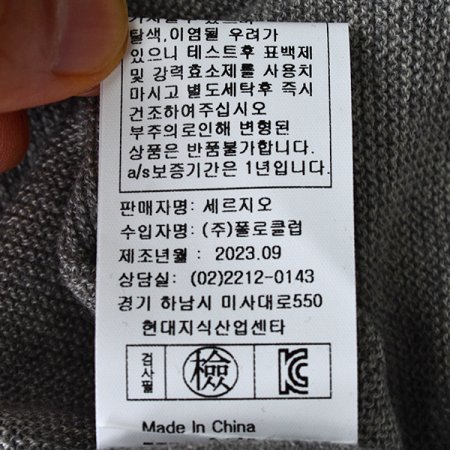 탈색,이염될 우려가
있으니 테스트후 표백제
및 강력효소제를 사용치
마시고 별도세탁후 즉시
건조하여주십시오
부주의로인해 변형된
상품은 반품불가합니다.
a/s보증기간은 1년입니다.
판매자명: 세르지오
수입자명: (주)폴로클럽
제조년월 : 2023.09
상담실: (02)2212-0143
경기 하남시 미사대로550
현대지식산업센타
검사필 檢 KC
Made In China